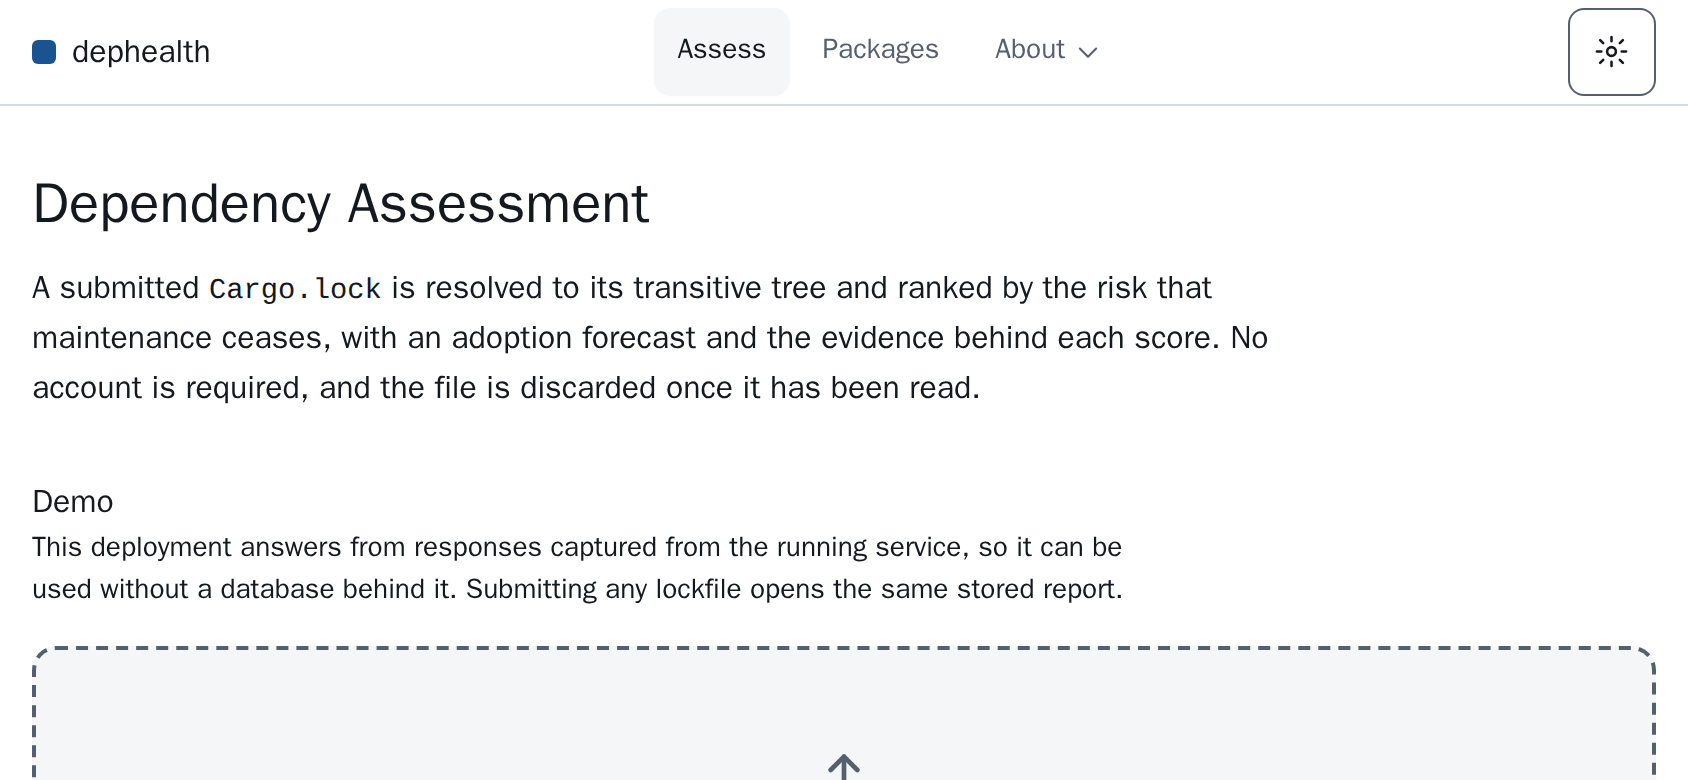 dephealth
Assess
Packages
About
Dependency Assessment
A submitted Cargo.lock is resolved to its transitive tree and ranked by the risk that
maintenance ceases, with an adoption forecast and the evidence behind each score. No
account is required, and the file is discarded once it has been read.
Demo
This deployment answers from responses captured from the running service, so it can be
used without a database behind it. Submitting any lockfile opens the same stored report.